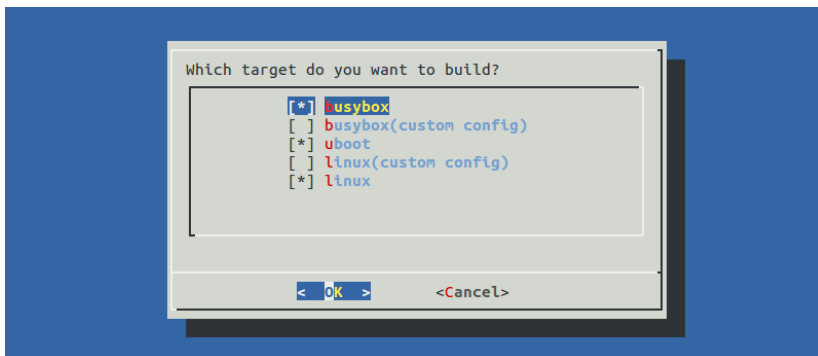 Which target do you want to build?
[*] busybox
[ ] busybox(custom config)
[*] uboot
[ ] linux(custom config)
[*] linux
< OK > <Cancel>